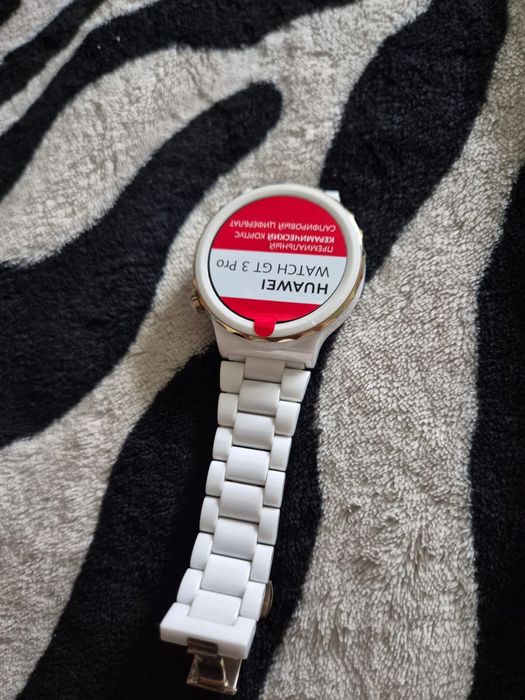 HUAWEI
WATCH GT 3 Pro
ПРЕМИАЛЬНЫЙ
КЕРАМИЧЕСКИЙ КОРПУС
САПФИРОВЫЙ ЦИФЕРБЛАТ